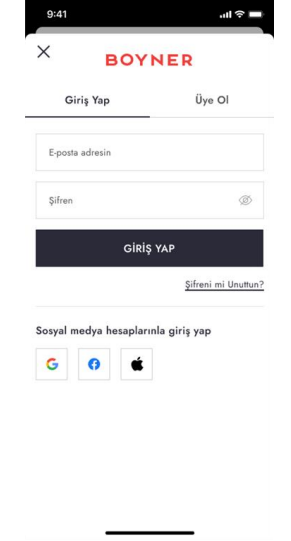 9:41
BOYNER
Giriş Yap
Üye Ol
E-posta adresin
Şifren
GİRİŞ YAP
Şifreni mi Unuttun?
Sosyal medya hesaplarınla giriş yap